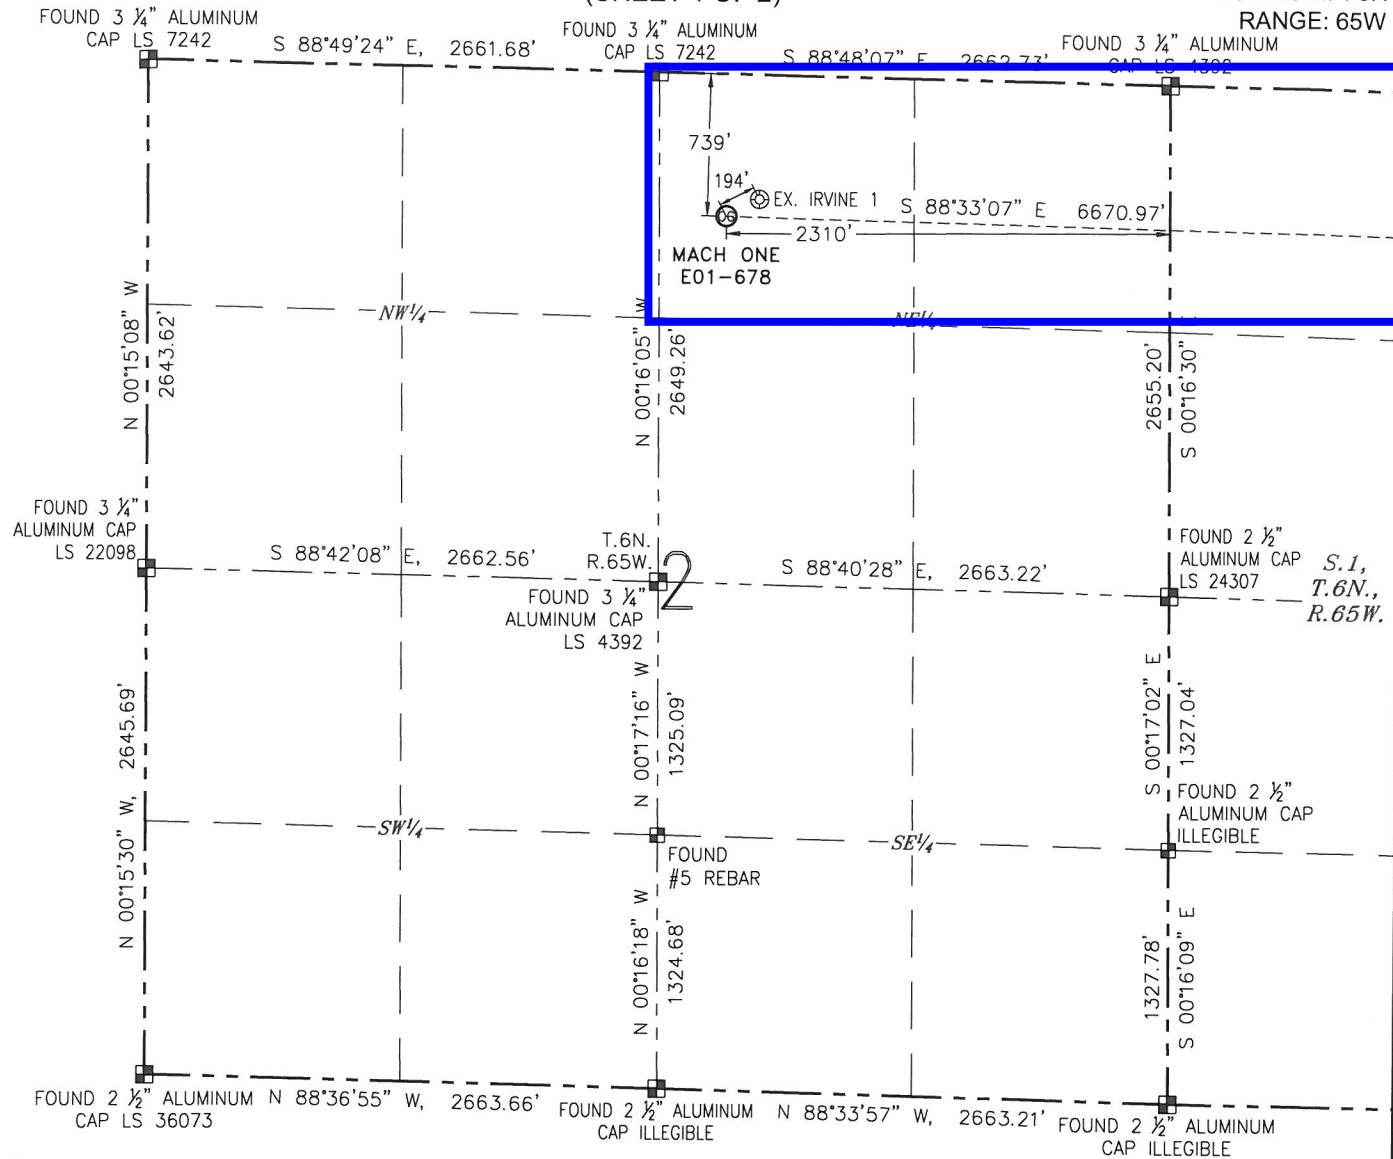 RANGE: 65W
FOUND 3 ¼" ALUMINUM
CAP LS 7242
S 88°49'24" E, 2661.68'
FOUND 3 ¼" ALUMINUM
CAP LS 7242
S 88°48'07" E 2662.73'
FOUND 3 ¼" ALUMINUM
CAP LS 4392
739'
194'
EX. IRVINE 1
S 88°33'07" E 6670.97'
2310'
MACH ONE
E01-678
NW¼
NE¼
N 00°15'08" W
2643.62'
N 00°16'05" W
2649.26'
2655.20'
S 00°16'30" E
FOUND 3 ¼"
ALUMINUM CAP
LS 22098
S 88°42'08" E, 2662.56'
T.6N.
R.65W.
2
FOUND 3 ¼"
ALUMINUM CAP
LS 4392
S 88°40'28" E, 2663.22'
FOUND 2 ½"
ALUMINUM CAP
LS 24307
S.1,
T.6N.,
R.65W.
N 00°15'30" W, 2645.69'
N 00°17'16" W
1325.09'
S 00°17'02" E
1327.04'
FOUND 2 ½"
ALUMINUM CAP
ILLEGIBLE
SW¼
SE¼
FOUND
#5 REBAR
N 00°16'18" W
1324.68'
1327.78'
S 00°16'09" E
FOUND 2 ½" ALUMINUM
CAP LS 36073
N 88°36'55" W, 2663.66'
FOUND 2 ½" ALUMINUM
CAP ILLEGIBLE
N 88°33'57" W, 2663.21'
FOUND 2 ½" ALUMINUM
CAP ILLEGIBLE